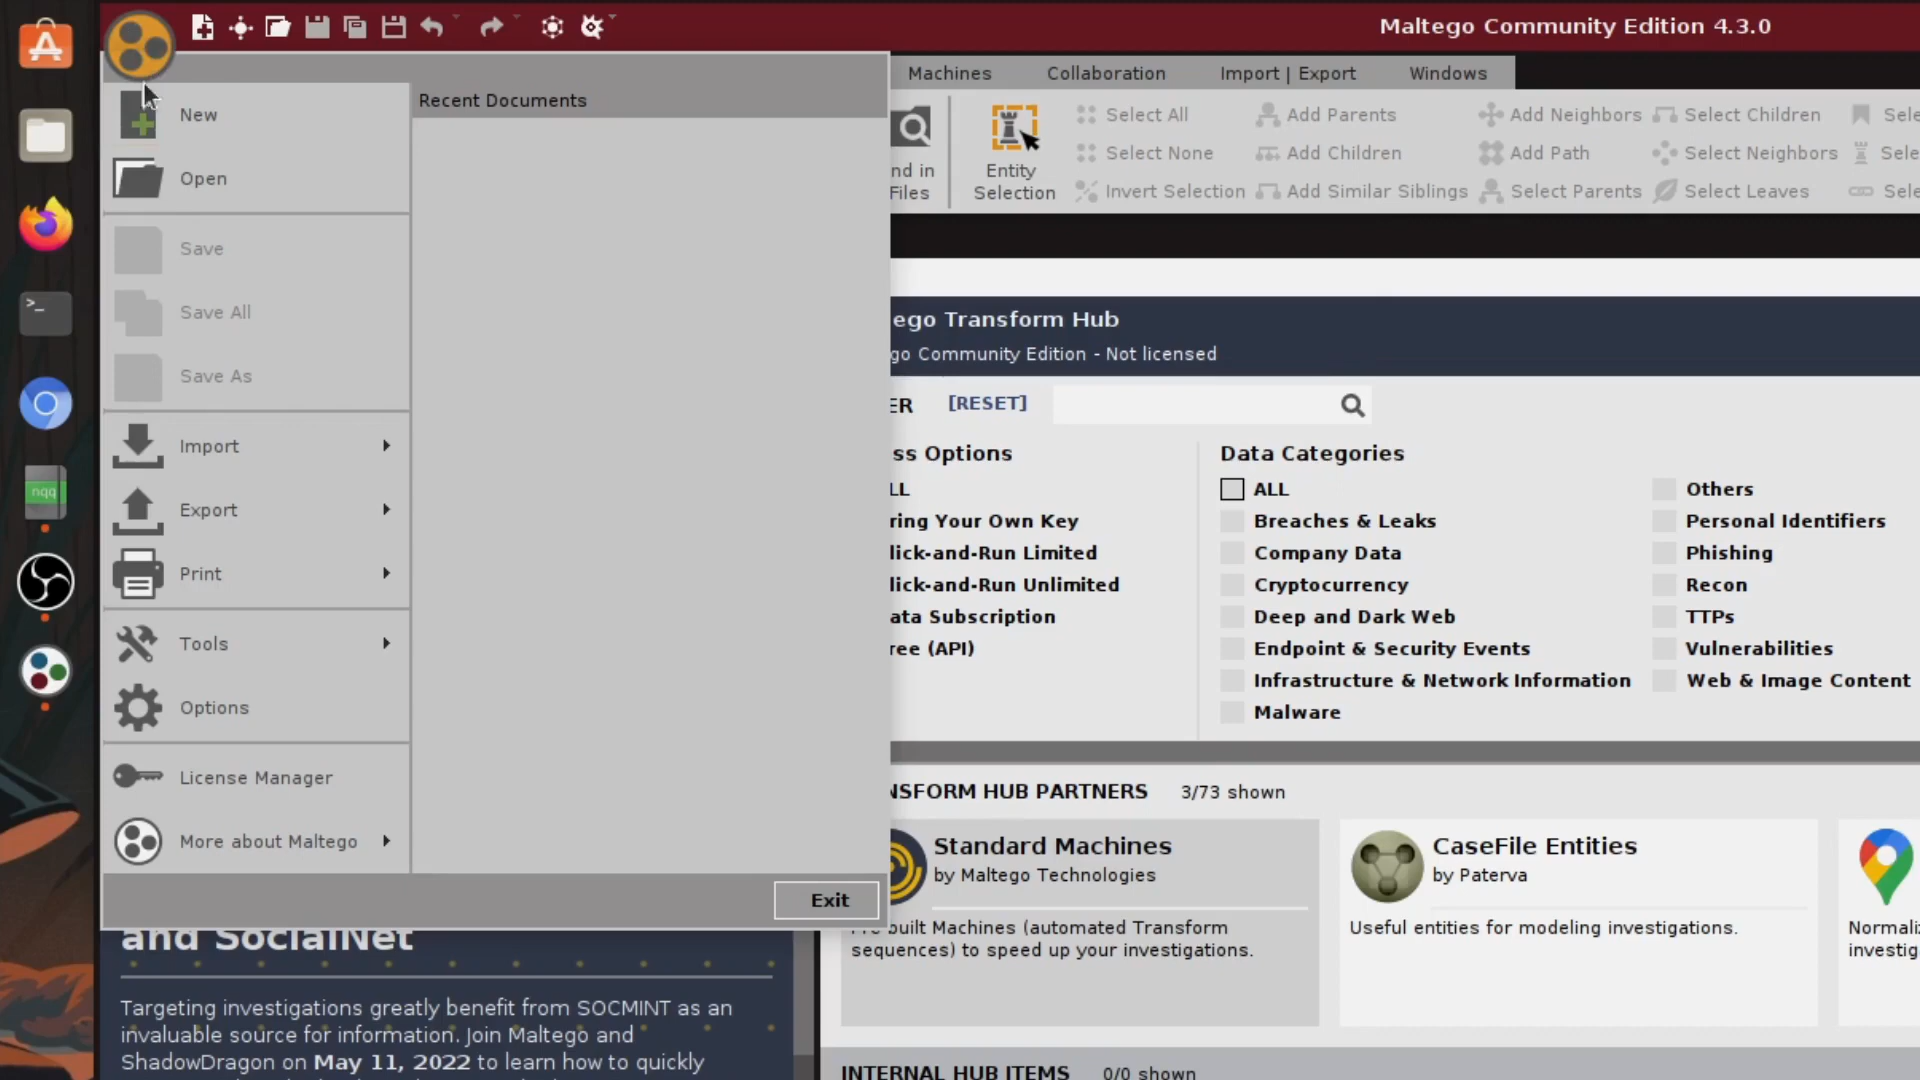 Maltego Community Edition 4.3.0
Machines
Collaboration
Import | Export
Windows
New
Open
Save
Save All
Save As
Import
Export
Print
Tools
Options
License Manager
More about Maltego
Recent Documents
Exit
nd in
Files
Entity
Selection
Select All
Select None
Invert Selection
Add Parents
Add Children
Add Similar Siblings
Add Neighbors
Add Path
Select Parents
Select Children
Select Neighbors
Select Leaves
Sele
Sele
Sele
ego Transform Hub
go Community Edition - Not licensed
ER
[RESET]
ss Options
LL
ring Your Own Key
lick-and-Run Limited
lick-and-Run Unlimited
ata Subscription
ree (API)
Data Categories
ALL
Breaches & Leaks
Company Data
Cryptocurrency
Deep and Dark Web
Endpoint & Security Events
Infrastructure & Network Information
Malware
Others
Personal Identifiers
Phishing
Recon
TTPs
Vulnerabilities
Web & Image Content
NSFORM HUB PARTNERS 3/73 shown
Standard Machines
by Maltego Technologies
built Machines (automated Transform
sequences) to speed up your investigations.
CaseFile Entities
by Paterva
Useful entities for modeling investigations.
Normaliz
investig
INTERNAL HUB ITEMS 0/0 shown
and SocialNet
Targeting investigations greatly benefit from SOCMINT as an
invaluable source for information. Join Maltego and
ShadowDragon on May 11, 2022 to learn how to quickly
nqq
>_